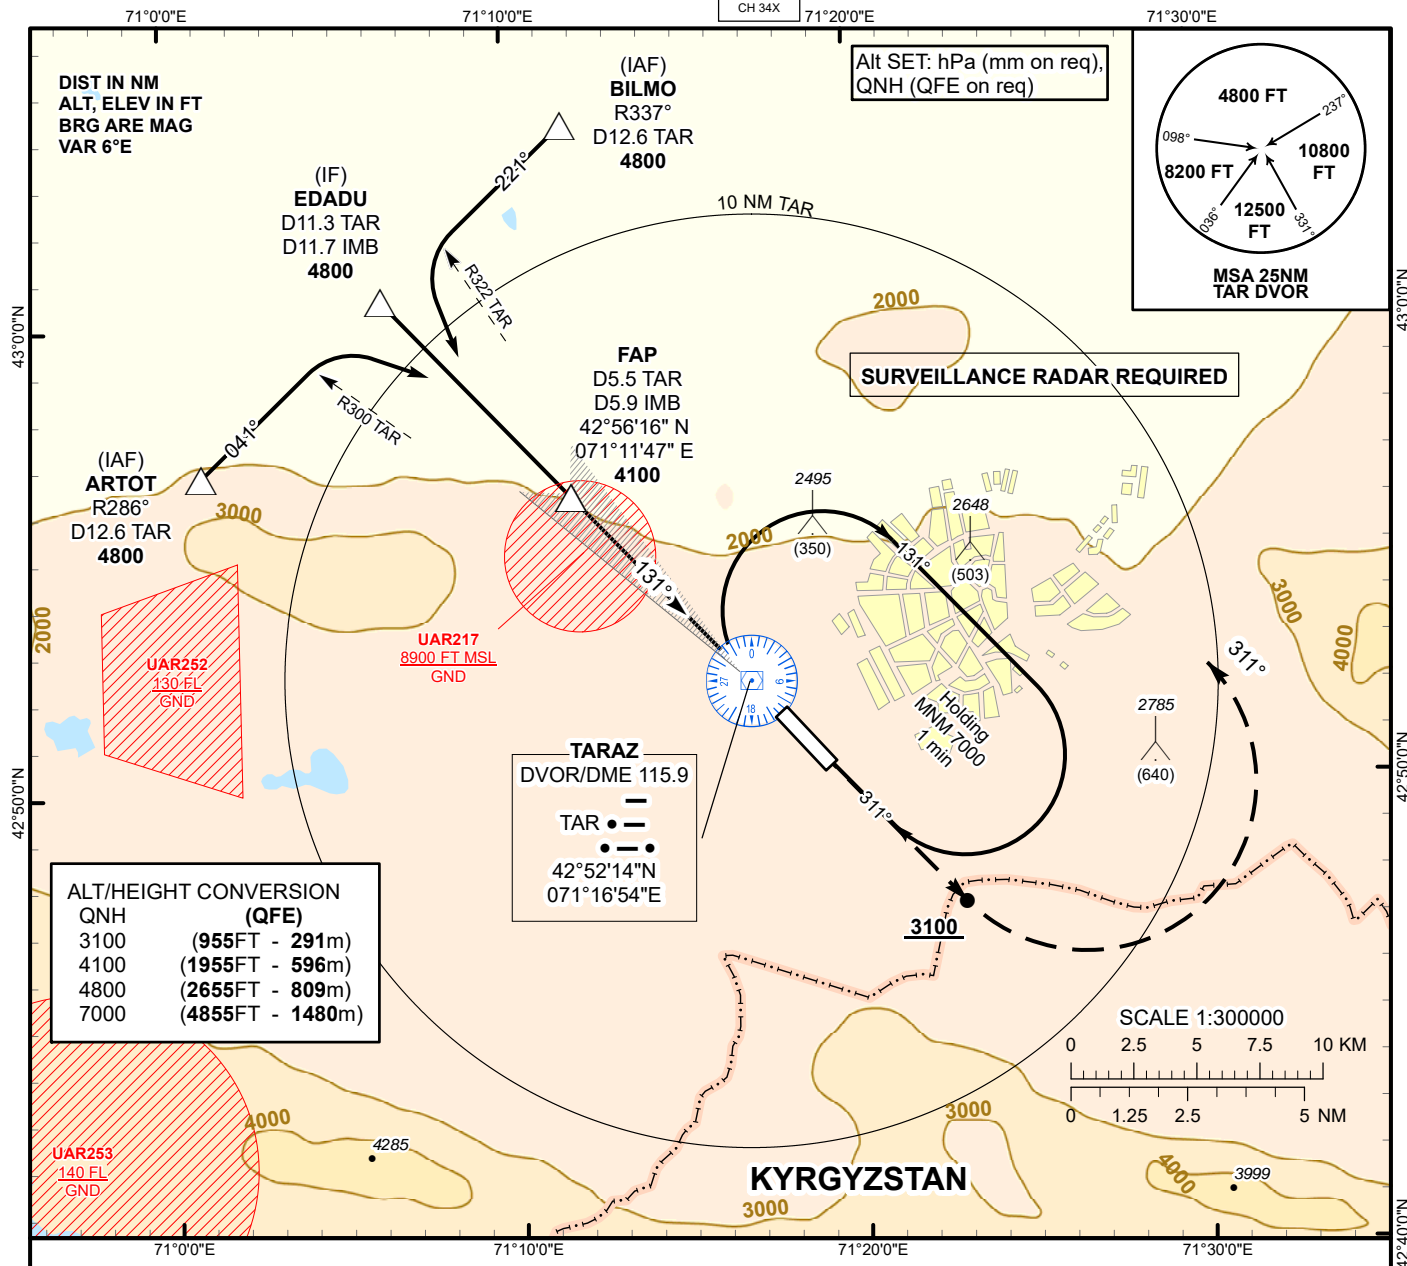 CH 34X
71°0'0"E
71°10'0"E
71°20'0"E
71°30'0"E
DIST IN NM
ALT, ELEV IN FT
BRG ARE MAG
VAR 6°E
(IAF)
BILMO
R337°
D12.6 TAR
4800
Alt SET: hPa (mm on req),
QNH (QFE on req)
4800 FT
237°
098°
8200 FT
10800
FT
12500
FT
036°
331°
MSA 25NM
TAR DVOR
(IF)
EDADU
D11.3 TAR
D11.7 IMB
4800
221°
10 NM TAR
R322 TAR
43°0'0"N
43°0'0"N
2000
SURVEILLANCE RADAR REQUIRED
FAP
D5.5 TAR
D5.9 IMB
42°56'16" N
071°11'47" E
4100
R300 TAR
041°
(IAF)
ARTOT
R286°
D12.6 TAR
4800
3000
2495
(350)
2648
(503)
2000
131°
131°
3000
4000
2000
UAR217
8900 FT MSL
GND
UAR252
130 FL
GND
0
9
18
27
311°
Holding
MNM 7000
1 min
2785
(640)
TARAZ
DVOR/DME 115.9
TAR
42°52'14"N
071°16'54"E
311°
42°50'0"N
42°50'0"N
3100
ALT/HEIGHT CONVERSION
QNH (QFE)
3100 (955FT - 291m)
4100 (1955FT - 596m)
4800 (2655FT - 809m)
7000 (4855FT - 1480m)
SCALE 1:300000
0 2.5 5 7.5 10 KM
0 1.25 2.5 5 NM
4000
4285
3000
UAR253
140 FL
GND
KYRGYZSTAN
3000
4000
3999
42°40'0"N
71°0'0"E
71°10'0"E
71°20'0"E
71°30'0"E